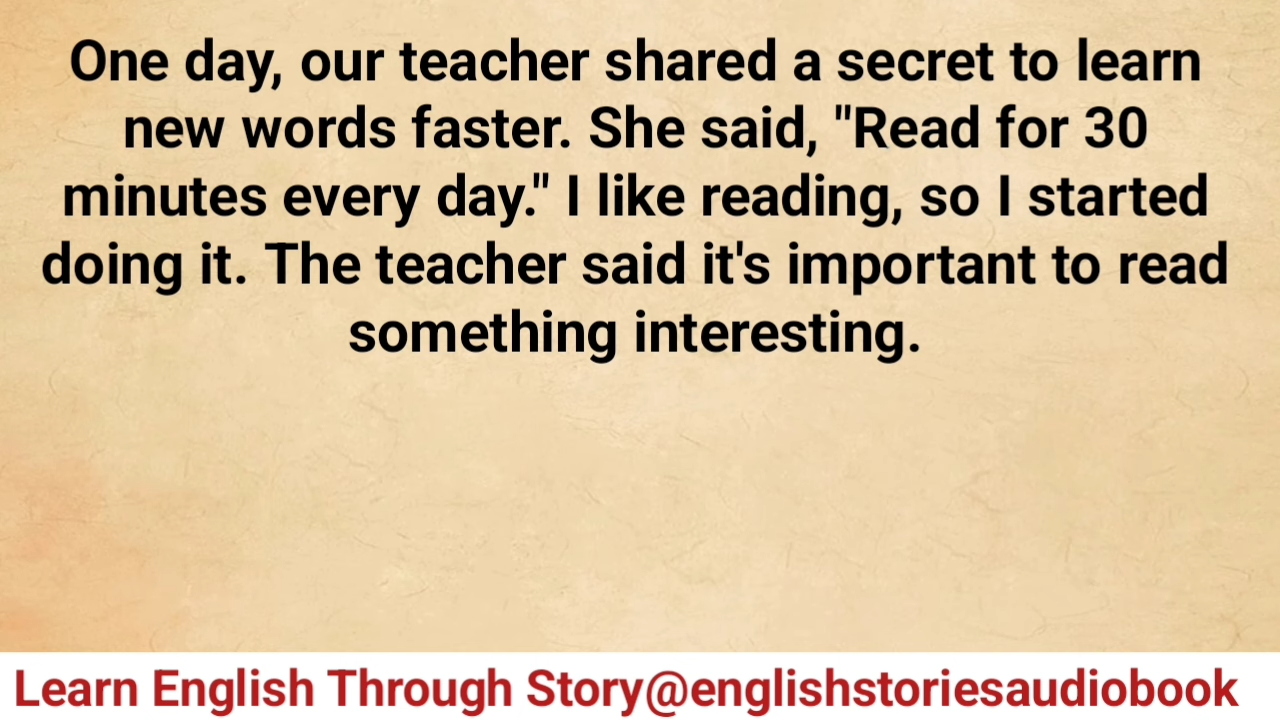 One day, our teacher shared a secret to learn
new words faster. She said, "Read for 30
minutes every day." I like reading, so I started
doing it. The teacher said it's important to read
something interesting.
Learn English Through Story@englishstoriesaudiobook